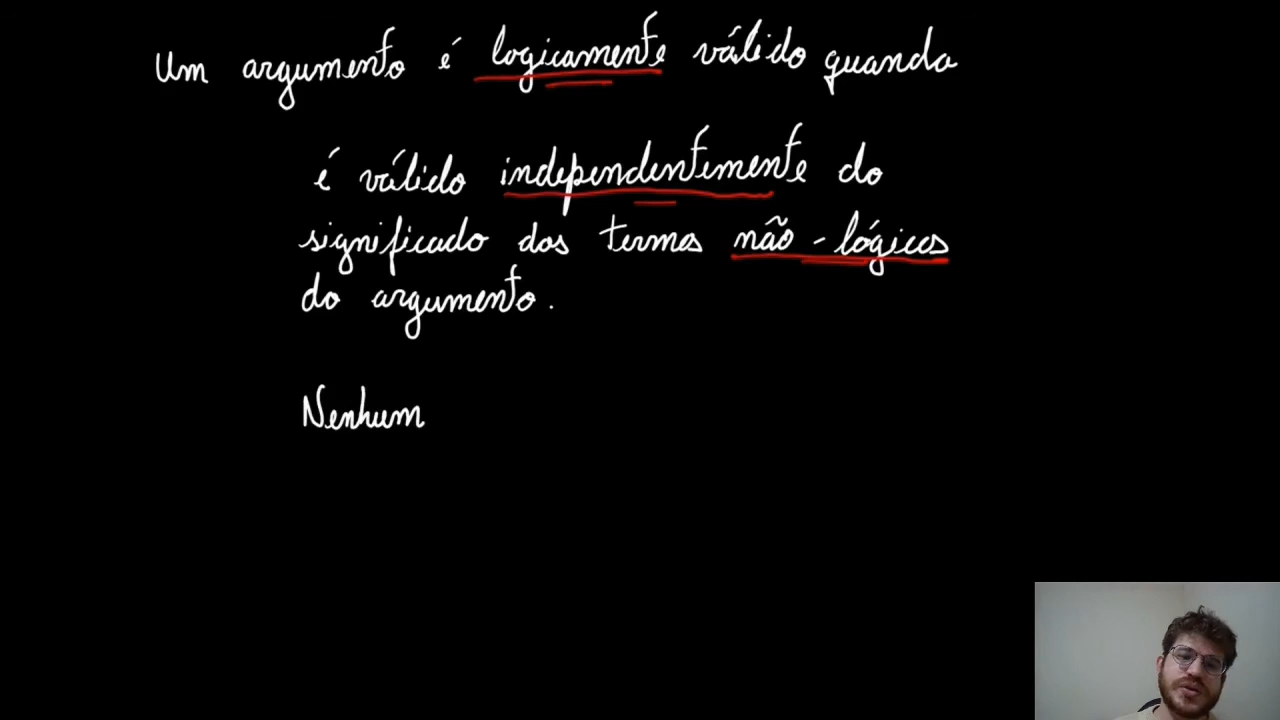 Um argumento é logicamente válido quando
é válido independentemente do
significado dos termos não-lógicos
do argumento.
Nenhum